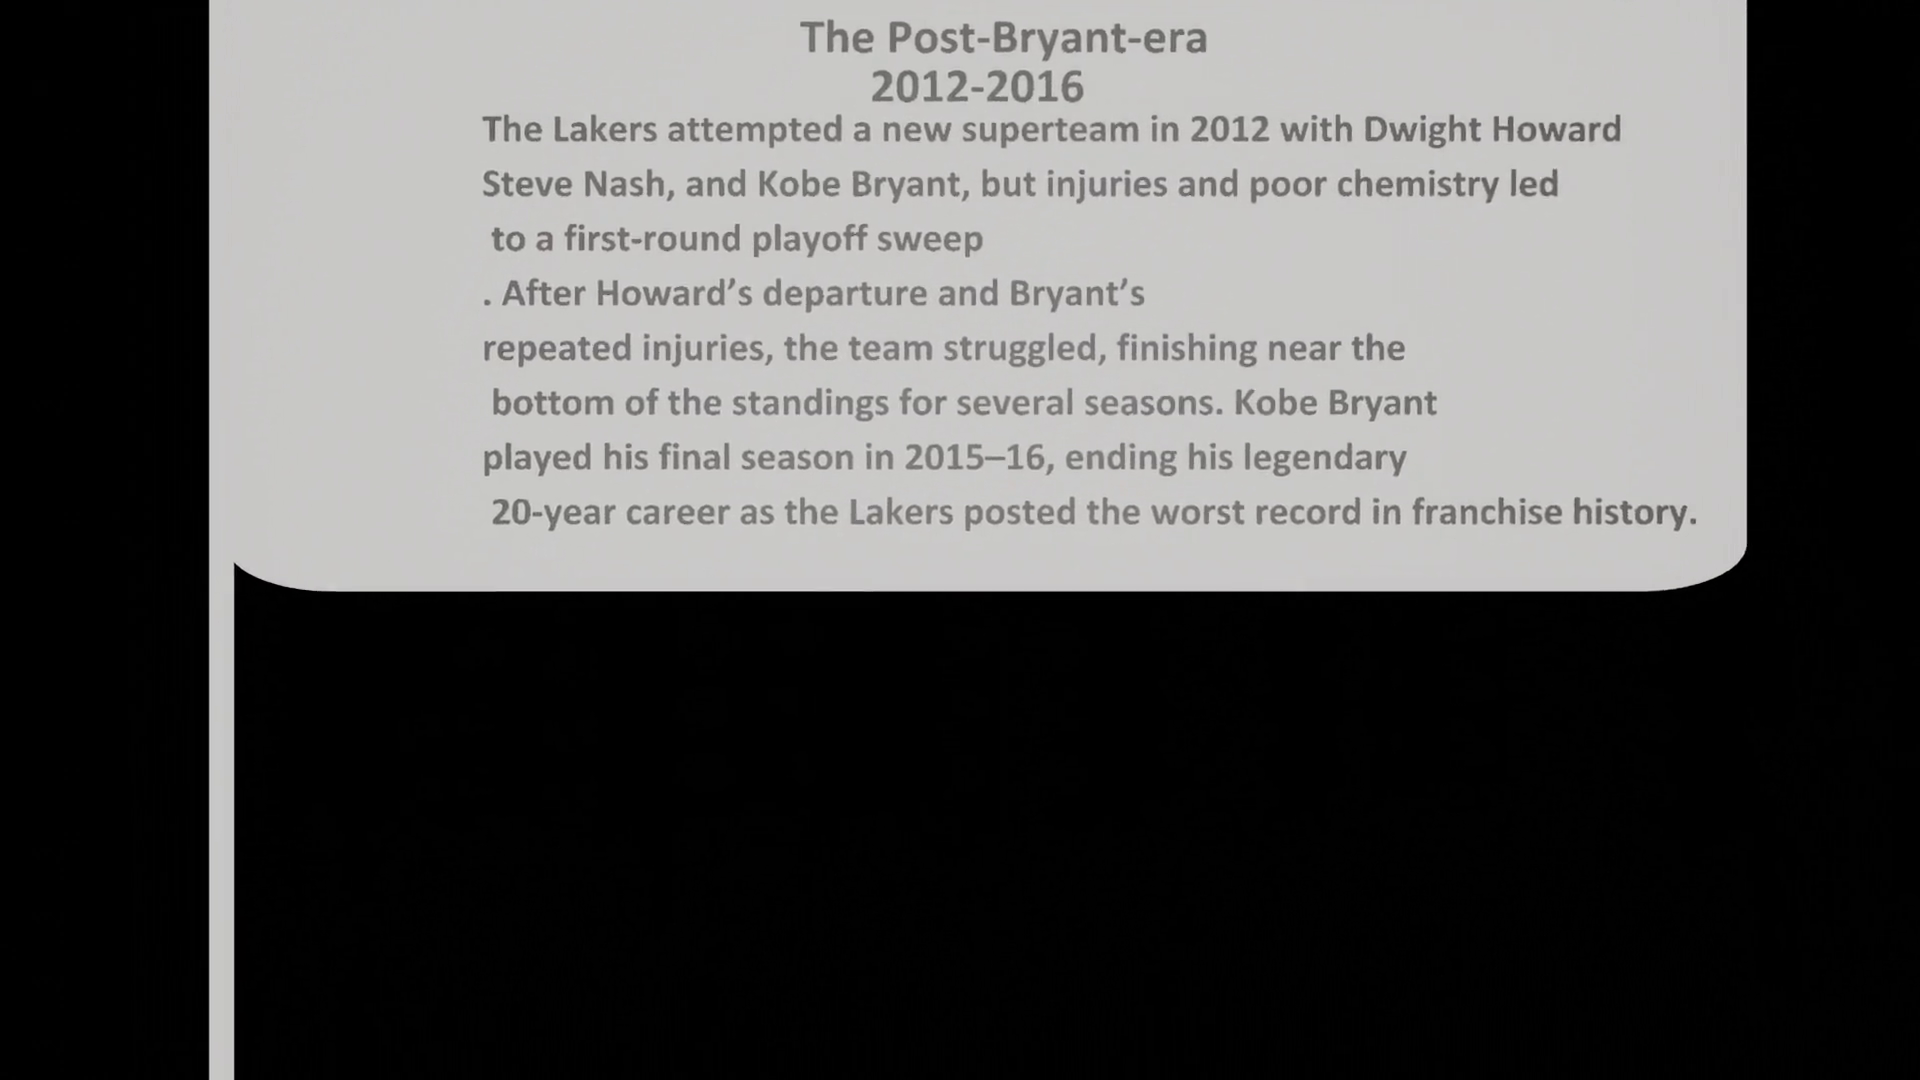 The Post-Bryant-era
2012-2016
The Lakers attempted a new superteam in 2012 with Dwight Howard
Steve Nash, and Kobe Bryant, but injuries and poor chemistry led
to a first-round playoff sweep
. After Howard’s departure and Bryant’s
repeated injuries, the team struggled, finishing near the
bottom of the standings for several seasons. Kobe Bryant
played his final season in 2015–16, ending his legendary
20-year career as the Lakers posted the worst record in franchise history.